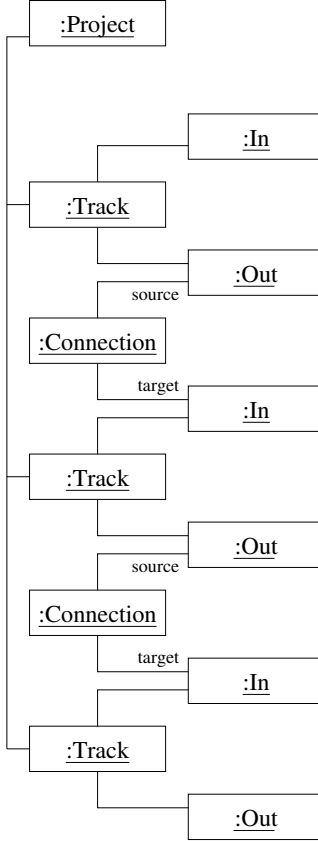 :Project
:In
:Track
:Out
source
:Connection
target
:In
:Track
:Out
source
:Connection
target
:In
:Track
:Out